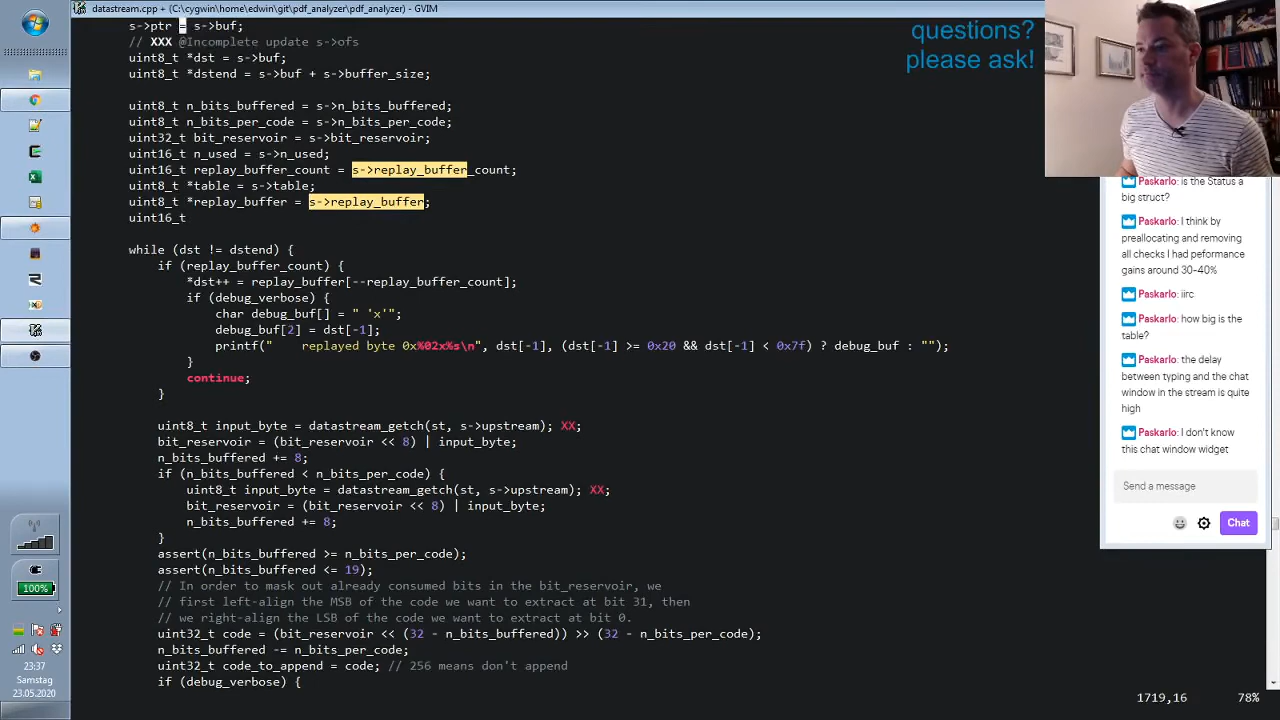 datastream.cpp + (C:\cygwin\home\edwin\git\pdf_analyzer\pdf_analyzer) - GVIM
s->ptr = s->buf;
// XXX @Incomplete update s->ofs
uint8_t *dst = s->buf;
uint8_t *dstend = s->buf + s->buffer_size;
uint8_t n_bits_buffered = s->n_bits_buffered;
uint8_t n_bits_per_code = s->n_bits_per_code;
uint32_t bit_reservoir = s->bit_reservoir;
uint16_t n_used = s->n_used;
uint16_t replay_buffer_count = s->replay_buffer_count;
uint8_t *table = s->table;
uint8_t *replay_buffer = s->replay_buffer;
uint16_t
while (dst != dstend) {
if (replay_buffer_count) {
*dst++ = replay_buffer[--replay_buffer_count];
if (debug_verbose) {
char debug_buf[] = " 'x'";
debug_buf[2] = dst[-1];
printf("    replayed byte 0x%02x%s\n", dst[-1], (dst[-1] >= 0x20 && dst[-1] < 0x7f) ? debug_buf : "");
}
continue;
}
uint8_t input_byte = datastream_getch(st, s->upstream); XX;
bit_reservoir = (bit_reservoir << 8) | input_byte;
n_bits_buffered += 8;
if (n_bits_buffered < n_bits_per_code) {
uint8_t input_byte = datastream_getch(st, s->upstream); XX;
bit_reservoir = (bit_reservoir << 8) | input_byte;
n_bits_buffered += 8;
}
assert(n_bits_buffered >= n_bits_per_code);
assert(n_bits_buffered <= 19);
// In order to mask out already consumed bits in the bit_reservoir, we
// first left-align the MSB of the code we want to extract at bit 31, then
// we right-align the LSB of the code we want to extract at bit 0.
uint32_t code = (bit_reservoir << (32 - n_bits_buffered)) >> (32 - n_bits_per_code);
n_bits_buffered -= n_bits_per_code;
uint32_t code_to_append = code; // 256 means don't append
if (debug_verbose) {
1719,16 78%
questions?
please ask!
Paskarlo: is the Status a
big struct?
Paskarlo: I think by
preallocating and removing
all checks I had peformance
gains around 30-40%
Paskarlo: iirc
Paskarlo: how big is the
table?
Paskarlo: the delay
between typing and the chat
window in the stream is quite
high
Paskarlo: I don't know
this chat window widget
Send a message
Chat
100%
23:37
Samstag
23.05.2020